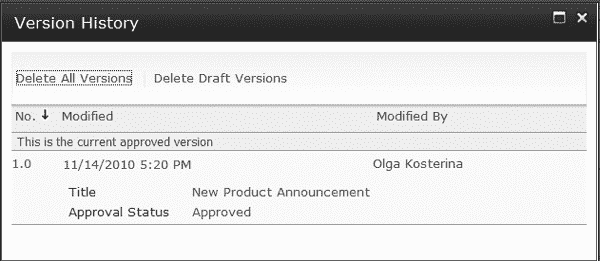 Version History
Delete All Versions Delete Draft Versions
No. Modified Modified By
This is the current approved version
1.0 11/14/2010 5:20 PM Olga Kosterina
Title New Product Announcement
Approval Status Approved